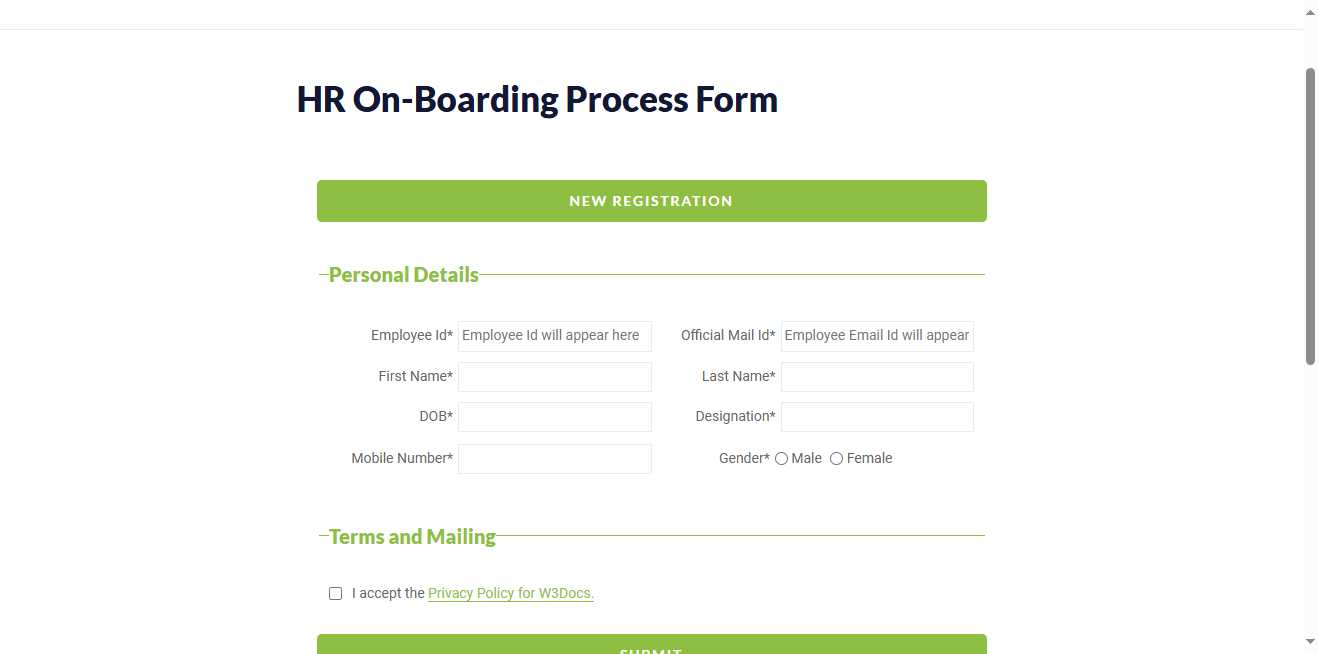 HR On-Boarding Process Form
NEW REGISTRATION
Personal Details
Employee Id* Employee Id will appear here Official Mail Id* Employee Email Id will appear
First Name* Last Name*
DOB* Designation*
Mobile Number* Gender* Male Female
Terms and Mailing
I accept the Privacy Policy for W3Docs.
SUBMIT